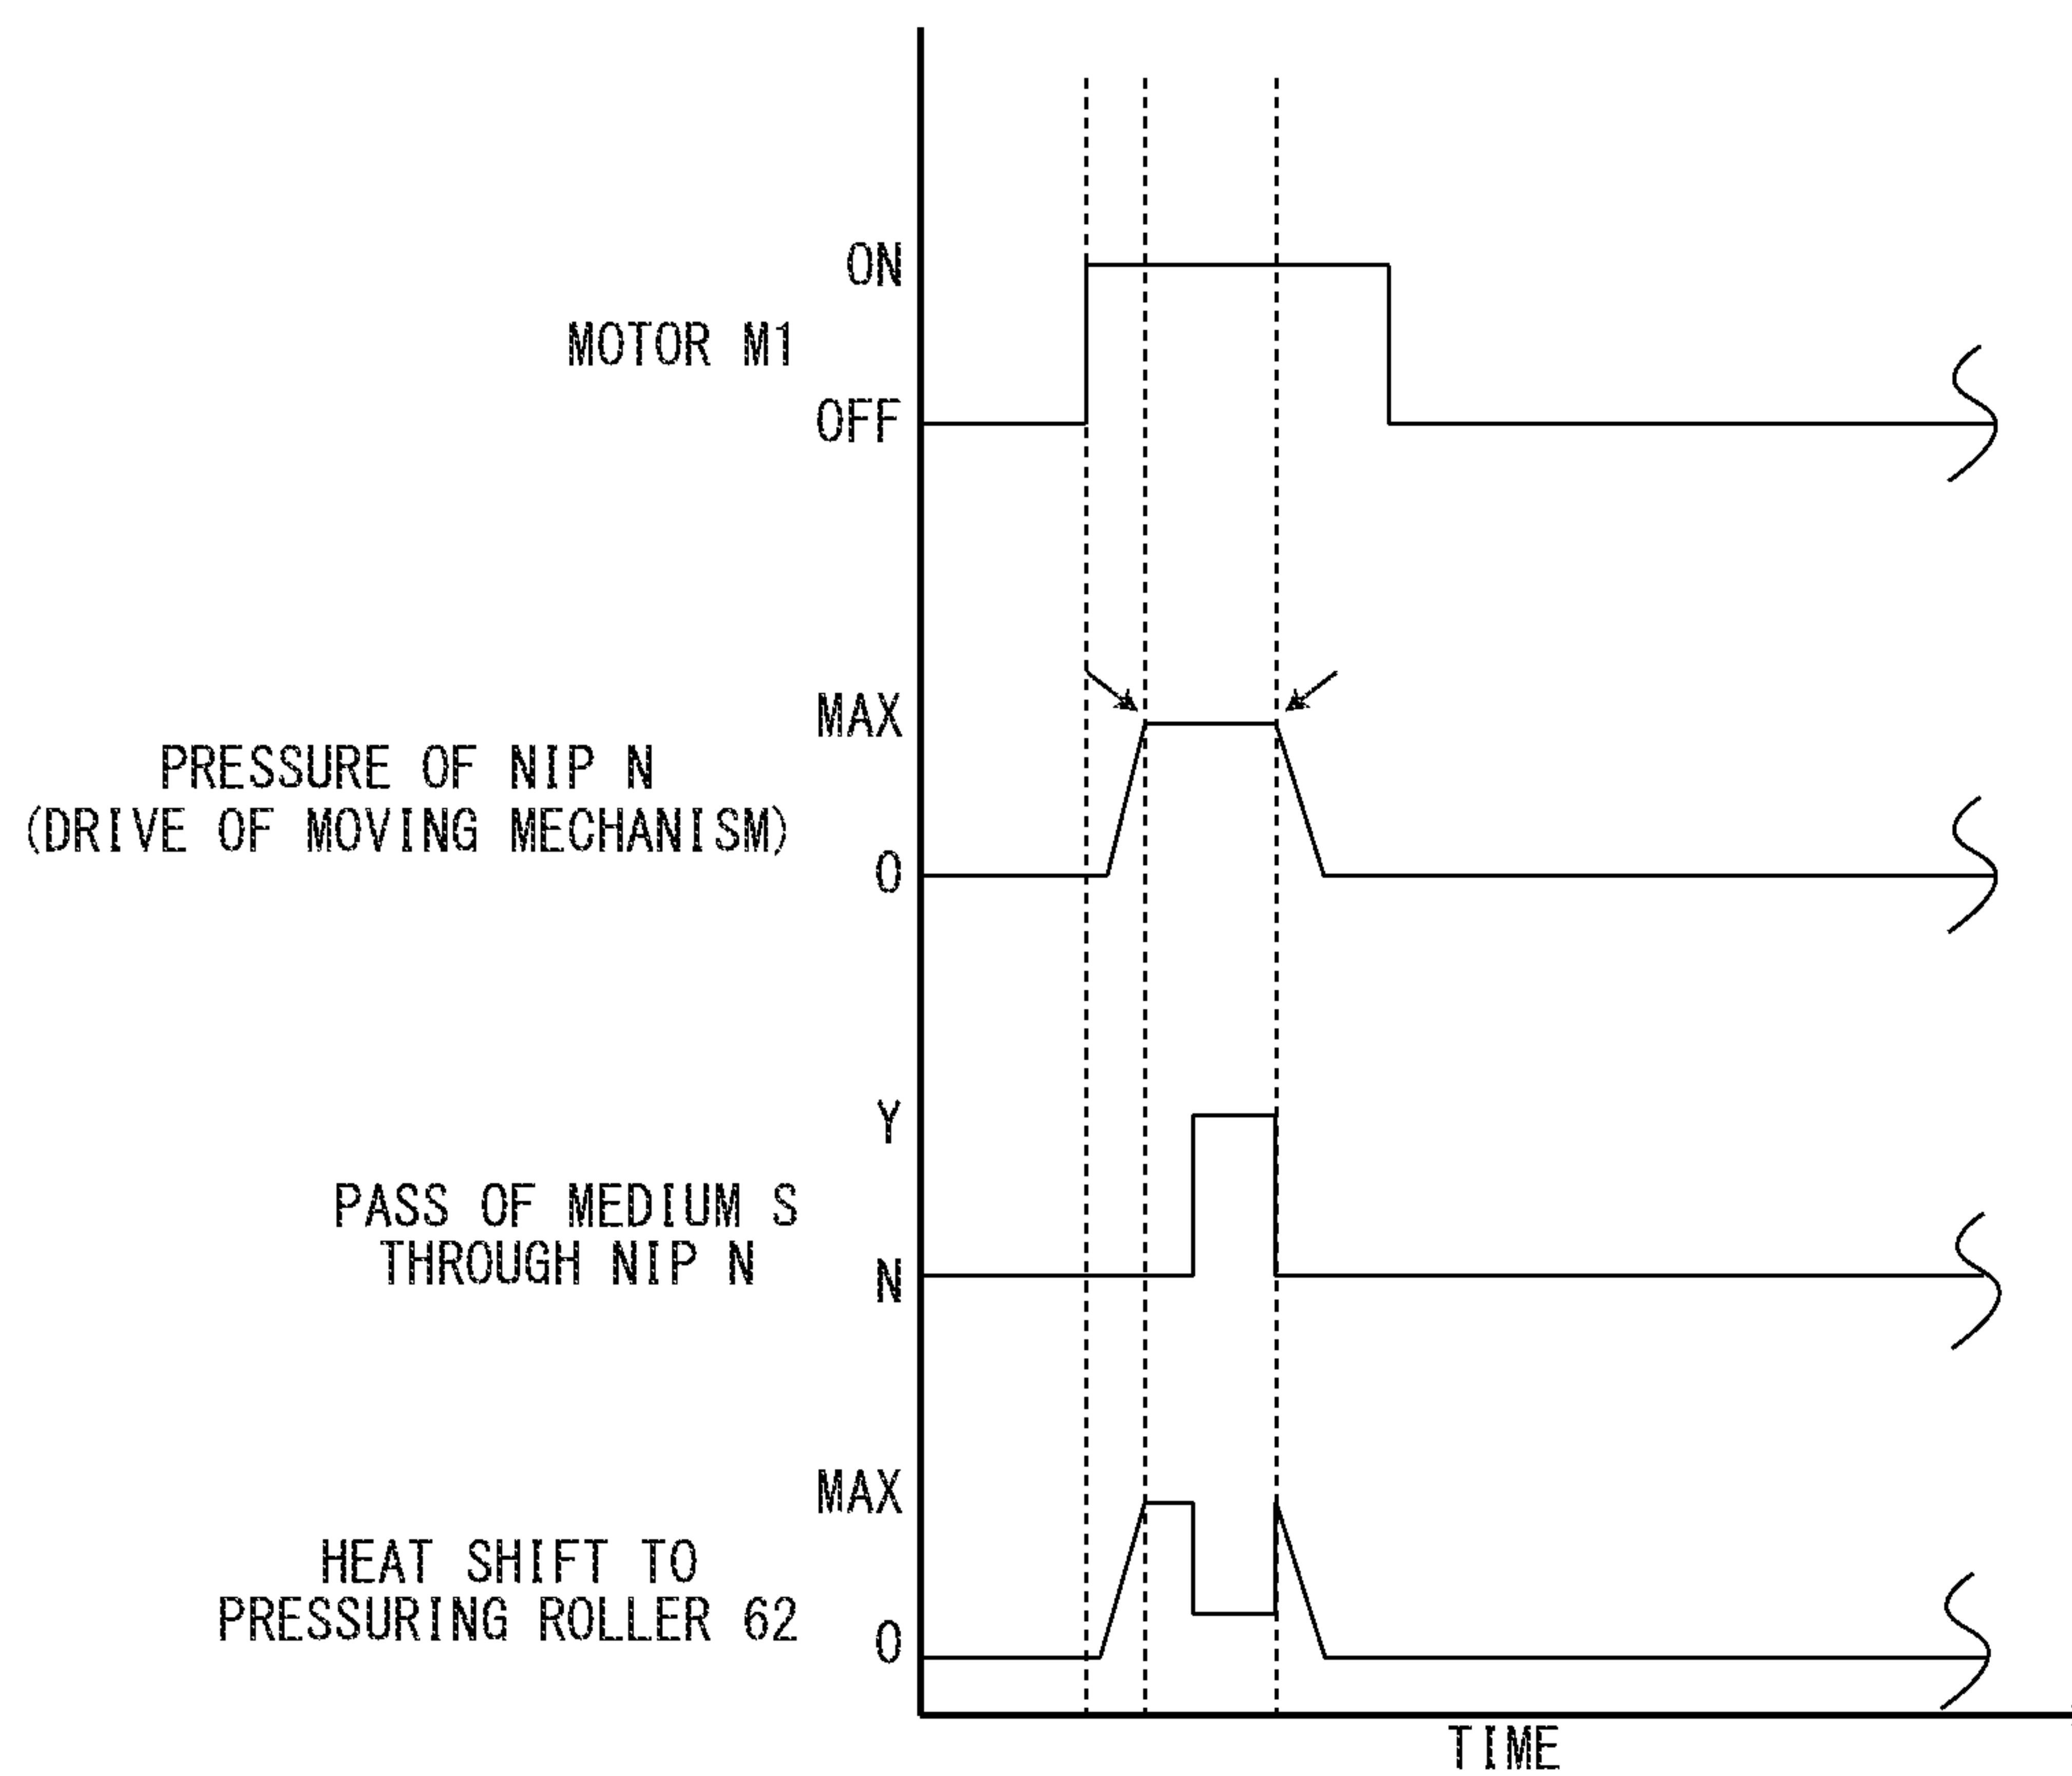 ON
MOTOR M1
OFF
MAX
PRESSURE OF NIP N
(DRIVE OF MOVING MECHANISM)
0
Y
PASS OF MEDIUM S
THROUGH NIP N
N
MAX
HEAT SHIFT TO
PRESSURING ROLLER 62
0
TIME